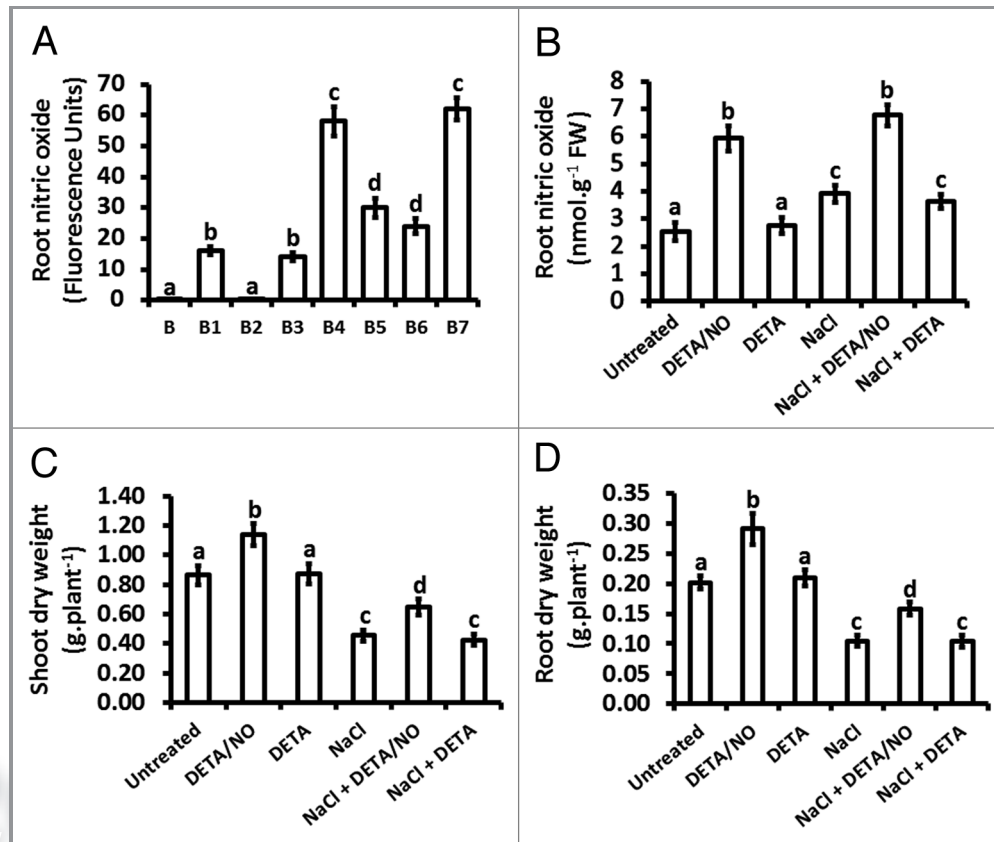 A
Root nitric oxide
(Fluorescence Units)
70
60
50
40
30
20
10
0
a
b
a
b
c
d
d
c
B B1 B2 B3 B4 B5 B6 B7
B
Root nitric oxide
(nmol.g⁻¹ FW)
8
7
6
5
4
3
2
1
0
a
b
a
c
b
c
Untreated
DETA/NO
DETA
NaCl
NaCl + DETA/NO
NaCl + DETA
C
Shoot dry weight
(g.plant⁻¹)
1.40
1.20
1.00
0.80
0.60
0.40
0.20
0.00
a
b
a
c
d
c
Untreated
DETA/NO
DETA
NaCl
NaCl + DETA/NO
NaCl + DETA
D
Root dry weight
(g.plant⁻¹)
0.35
0.30
0.25
0.20
0.15
0.10
0.05
0.00
a
b
a
c
d
c
Untreated
DETA/NO
DETA
NaCl
NaCl + DETA/NO
NaCl + DETA